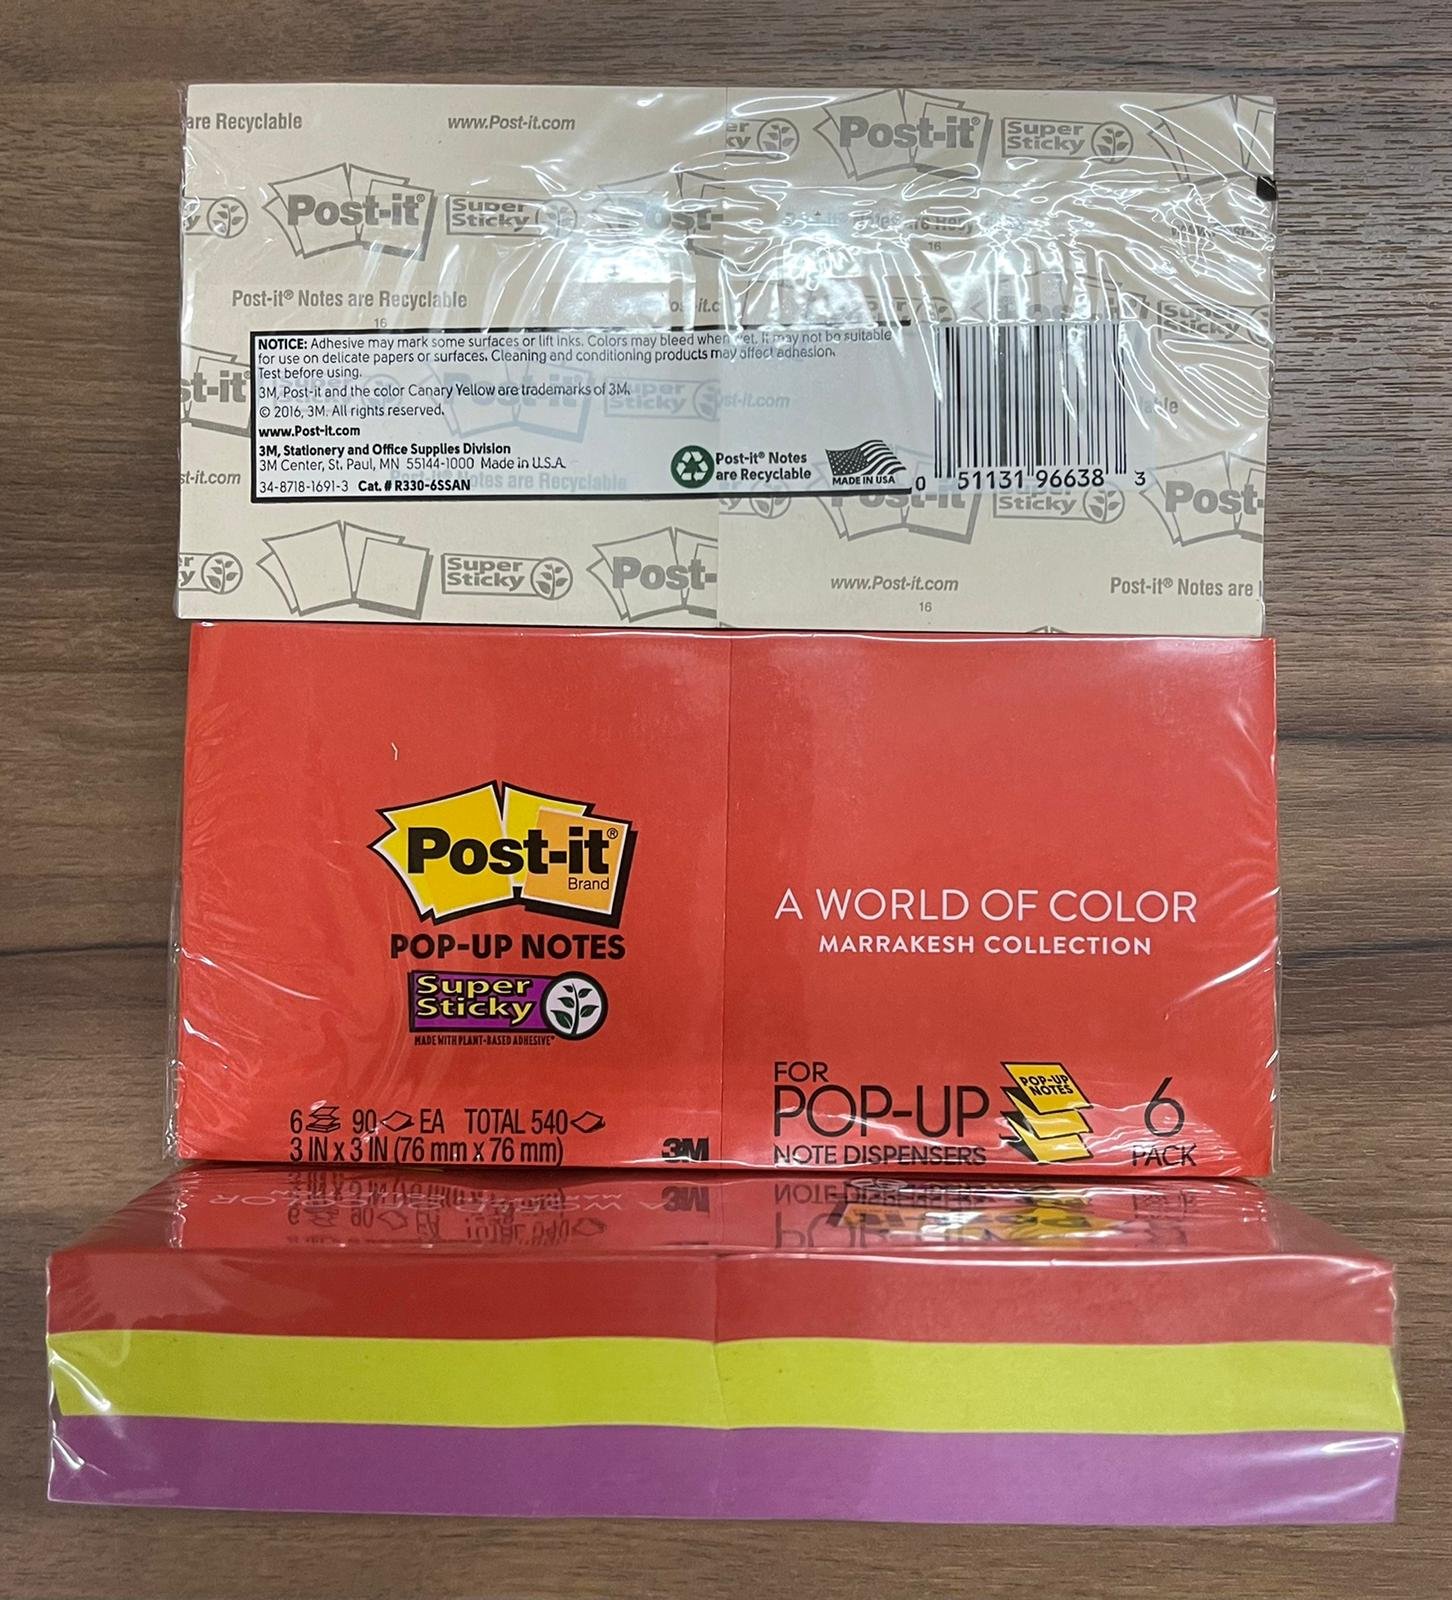 are Recyclable
www.Post-it.com
Post-it®
Super
Sticky
Post-it®
Super
Sticky
Post-it® Notes are Recyclable
16
16
NOTICE: Adhesive may mark some surfaces or lift inks. Colors may bleed when wet. It may not be suitable
for use on delicate papers or surfaces. Cleaning and conditioning products may affect adhesion.
Test before using.
3M, Post-it and the color Canary Yellow are trademarks of 3M.
© 2016, 3M. All rights reserved.
www.Post-it.com
3M, Stationery and Office Supplies Division
3M Center, St. Paul, MN 55144-1000 Made in U.S.A.
34-8718-1691-3 Cat. # R330-6SSAN
Post-it® Notes
are Recyclable
MADE IN USA
0 51131 96638 3
st-it.com
Super
Sticky
Post-
Super
Sticky
Post-
www.Post-it.com
Post-it® Notes are
16
Post-it®
Brand
POP-UP NOTES
Super
Sticky
MADE WITH PLANT-BASED ADHESIVE*
A WORLD OF COLOR
MARRAKESH COLLECTION
6 90 EA TOTAL 540
3 IN x 3 IN (76 mm x 76 mm)
3M
FOR
POP-UP
NOTE DISPENSERS
POP-UP
NOTES
6
PACK